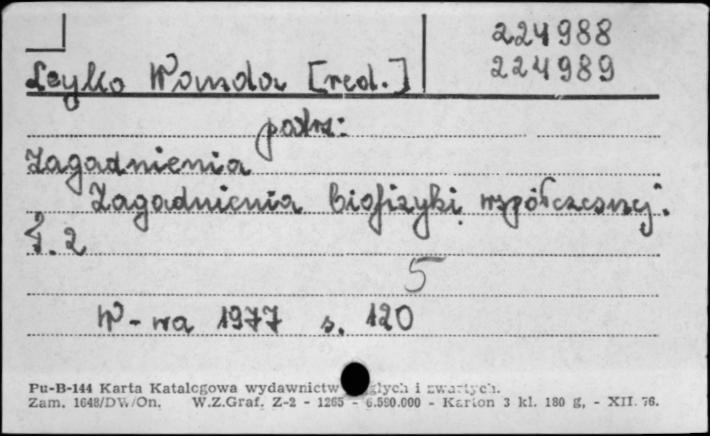 224988
224989
Leyko Wanda [red.]
patrz:
Zagadnienia
Zagadnienia biofizyki współczesnej.
T. 2
5
W-wa 1977 s. 120
Pu-B-144 Karta Katalogowa wydawnictw i zwartych.
Zam. 1648/DW/On. W.Z.Graf. Z-2 - 1265 - 6.590.000 - Karton 3 kl. 180 g, - XII. 76.